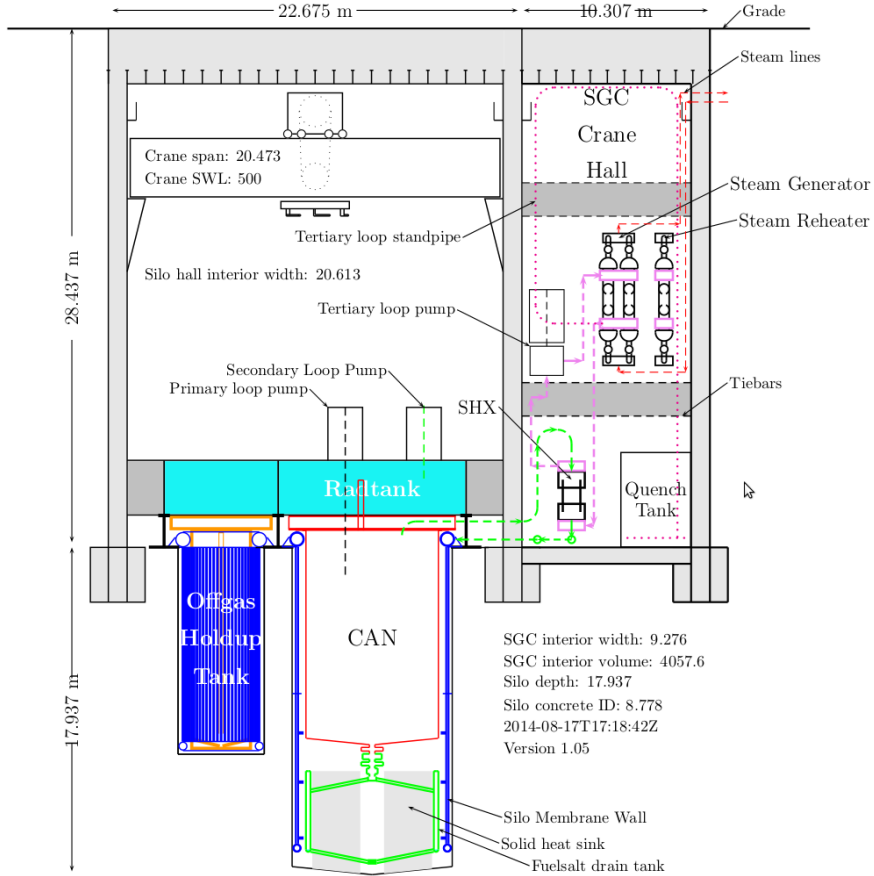 22.675 m
10.307 m
Grade
Steam lines
SGC
Crane
Hall
Crane span: 20.473
Crane SWL: 500
Steam Generator
Steam Reheater
Tertiary loop standpipe
Silo hall interior width: 20.613
28.437 m
Tertiary loop pump
Secondary Loop Pump
Primary loop pump
Tiebars
SHX
Radtank
Quench
Tank
Offgas
Holdup
Tank
CAN
SGC interior width: 9.276
SGC interior volume: 4057.6
Silo depth: 17.937
Silo concrete ID: 8.778
2014-08-17T17:18:42Z
Version 1.05
17.937 m
Silo Membrane Wall
Solid heat sink
Fuelsalt drain tank